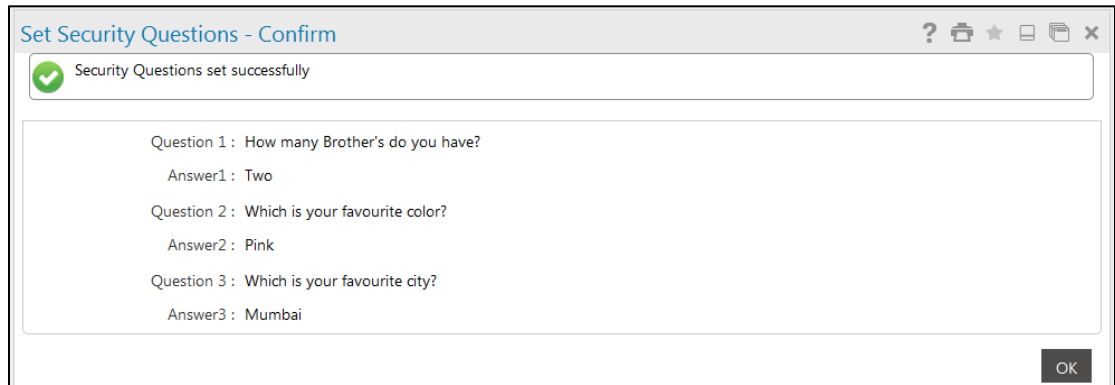 Set Security Questions - Confirm
Security Questions set successfully
Question 1 : How many Brother's do you have?
Answer1 : Two
Question 2 : Which is your favourite color?
Answer2 : Pink
Question 3 : Which is your favourite city?
Answer3 : Mumbai
OK